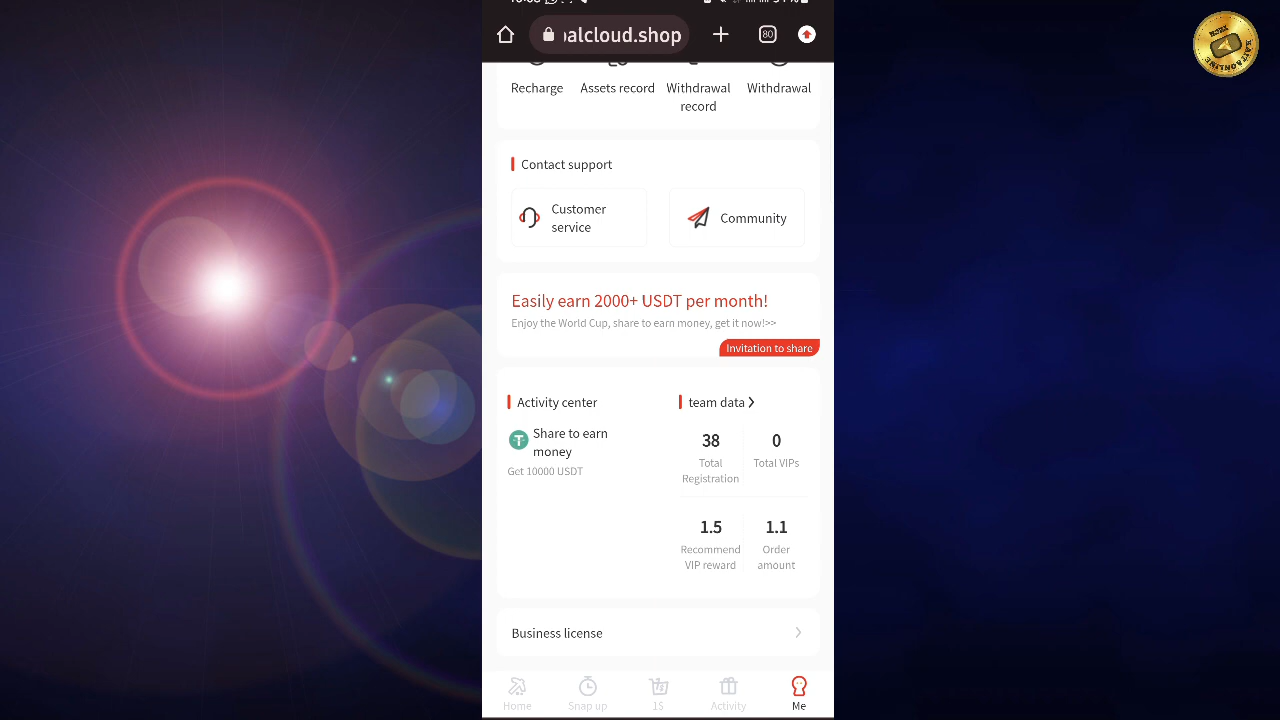 alcloud.shop
80
Recharge
Assets record
Withdrawal
record
Withdrawal
Contact support
Customer
service
Community
Easily earn 2000+ USDT per month!
Enjoy the World Cup, share to earn money, get it now!>>
Invitation to share
Activity center
team data
Share to earn
money
Get 10000 USDT
38
Total
Registration
0
Total VIPs
1.5
Recommend
VIP reward
1.1
Order
amount
Business license
Home
Snap up
1$
Activity
Me